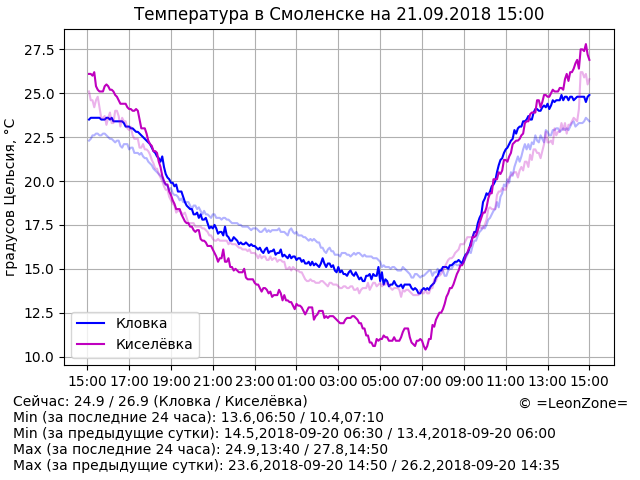 Температура в Смоленске на 21.09.2018 15:00
градусов Цельсия, °C
27.5
25.0
22.5
20.0
17.5
15.0
12.5
10.0
Кловка
Киселёвка
15:00 17:00 19:00 21:00 23:00 01:00 03:00 05:00 07:00 09:00 11:00 13:00 15:00
Сейчас: 24.9 / 26.9 (Кловка / Киселёвка)
© =LeonZone=
Min (за последние 24 часа): 13.6,06:50 / 10.4,07:10
Min (за предыдущие сутки): 14.5,2018-09-20 06:30 / 13.4,2018-09-20 06:00
Max (за последние 24 часа): 24.9,13:40 / 27.8,14:50
Max (за предыдущие сутки): 23.6,2018-09-20 14:50 / 26.2,2018-09-20 14:35